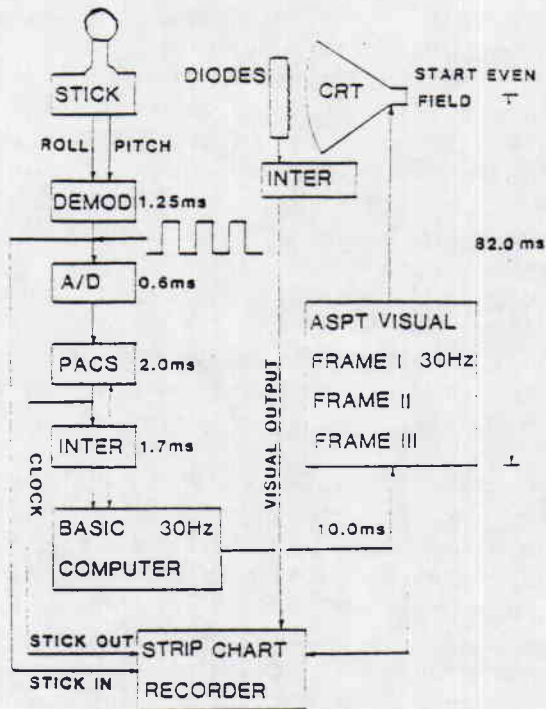 STICK
DIODES
CRT
START EVEN
FIELD
ROLL
PITCH
INTER
DEMOD
1.25ms
82.0 ms
A/D
0.6ms
PACS
2.0ms
INTER
1.7ms
CLOCK
BASIC 30Hz
COMPUTER
VISUAL OUTPUT
ASPT VISUAL
FRAME I 30Hz
FRAME II
FRAME III
10.0ms
STICK OUT
STICK IN
STRIP CHART
RECORDER